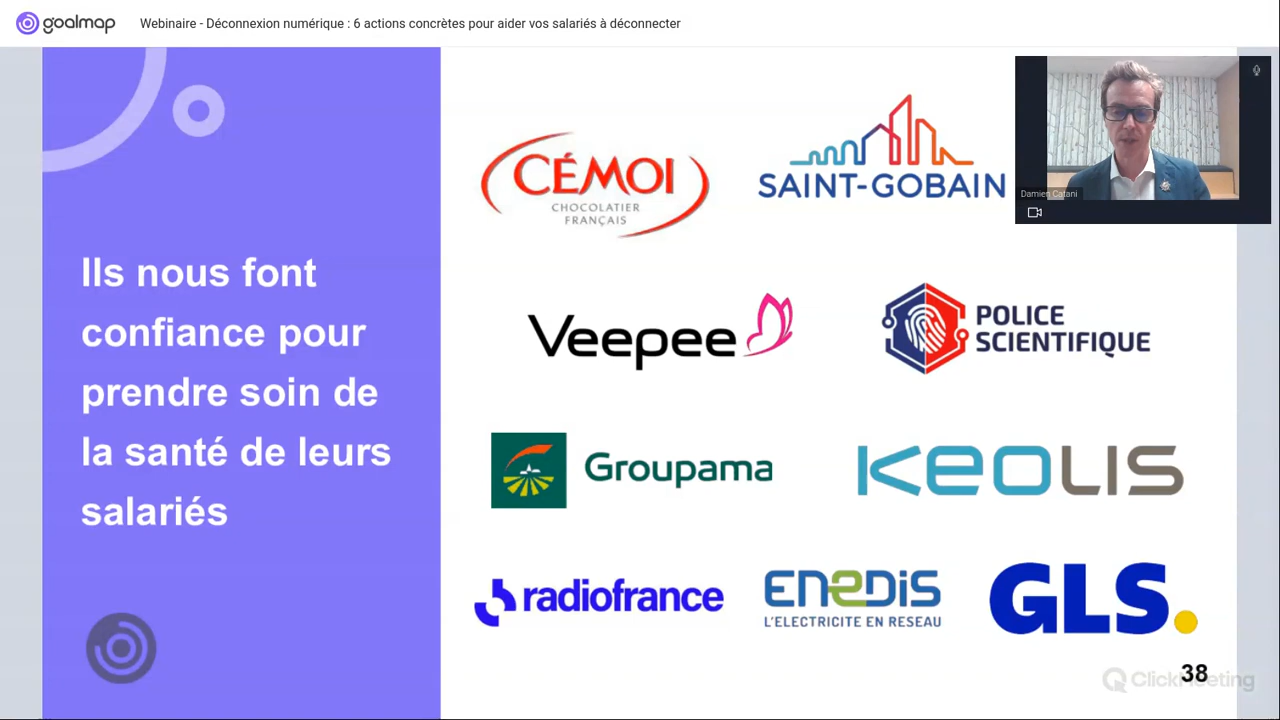 goalmap
Webinaire - Déconnexion numérique : 6 actions concrètes pour aider vos salariés à déconnecter
Ils nous font
confiance pour
prendre soin de
la santé de leurs
salariés
CÉMOI
CHOCOLATIER
FRANÇAIS
SAINT-GOBAIN
Damien Catani
Veepee
POLICE
SCIENTIFIQUE
Groupama
KEOLIS
radiofrance
ENEDIS
L'ELECTRICITE EN RESEAU
GLS.
38
ClickMeeting